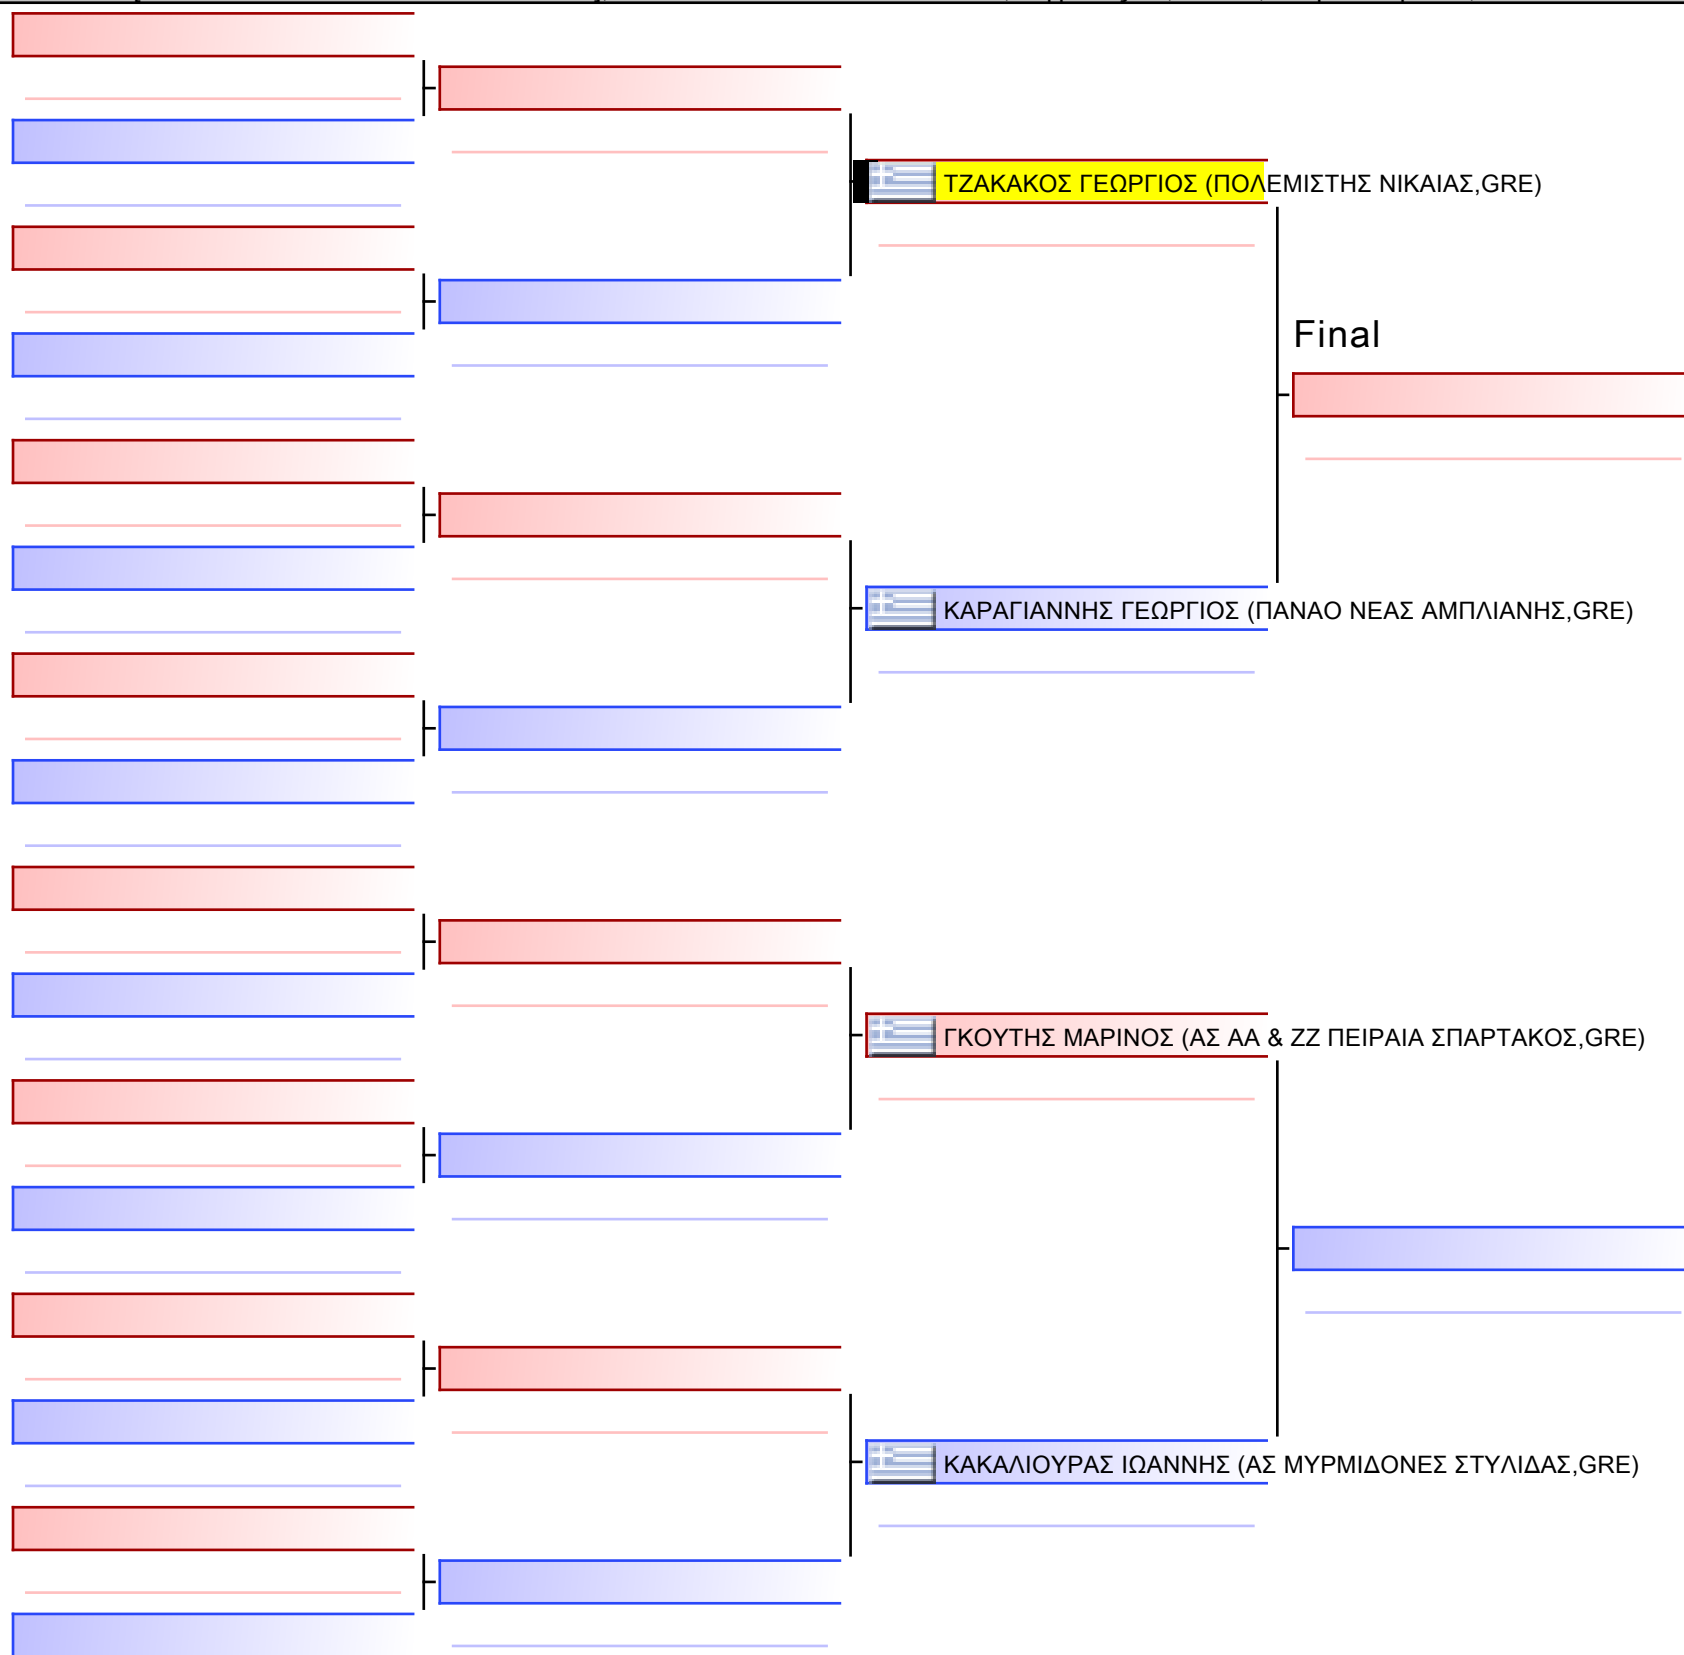 ΤΖΑΚΑΚΟΣ ΓΕΩΡΓΙΟΣ (ΠΟΛΕΜΙΣΤΗΣ ΝΙΚΑΙΑΣ,GRE)
Final
ΚΑΡΑΓΙΑΝΝΗΣ ΓΕΩΡΓΙΟΣ (ΠΑΝΑΟ ΝΕΑΣ ΑΜΠΛΙΑΝΗΣ,GRE)
ΓΚΟΥΤΗΣ ΜΑΡΙΝΟΣ (ΑΣ ΑΑ & ΖΖ ΠΕΙΡΑΙΑ ΣΠΑΡΤΑΚΟΣ,GRE)
ΚΑΚΑΛΙΟΥΡΑΣ ΙΩΑΝΝΗΣ (ΑΣ ΜΥΡΜΙΔΟΝΕΣ ΣΤΥΛΙΔΑΣ,GRE)